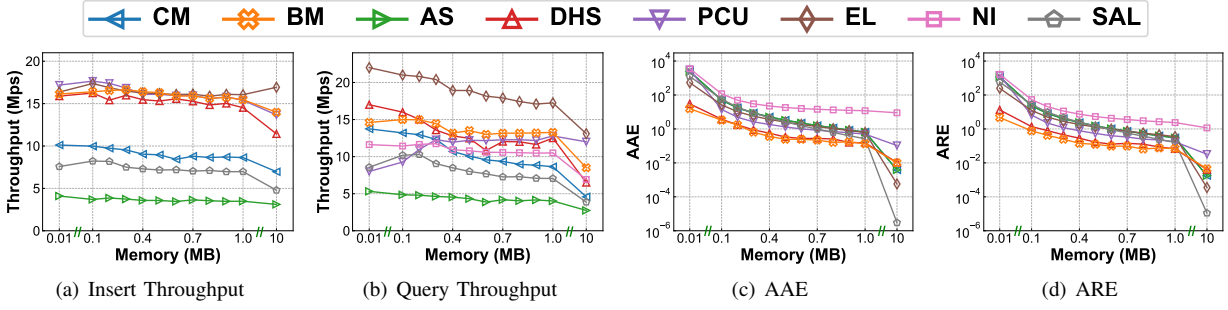 CM BM AS DHS PCU EL NI SAL
Throughput (Mps)
20
15
10
5
0
0.01 0.1 0.4 0.7 1.0 10
Memory (MB)
(a) Insert Throughput
Throughput (Mps)
20
15
10
5
0
0.01 0.1 0.4 0.7 1.0 10
Memory (MB)
(b) Query Throughput
AAE
10^4
10^2
10^0
10^−2
10^−4
10^−6
0.01 0.1 0.4 0.7 1.0 10
Memory (MB)
(c) AAE
ARE
10^4
10^2
10^0
10^−2
10^−4
10^−6
0.01 0.1 0.4 0.7 1.0 10
Memory (MB)
(d) ARE